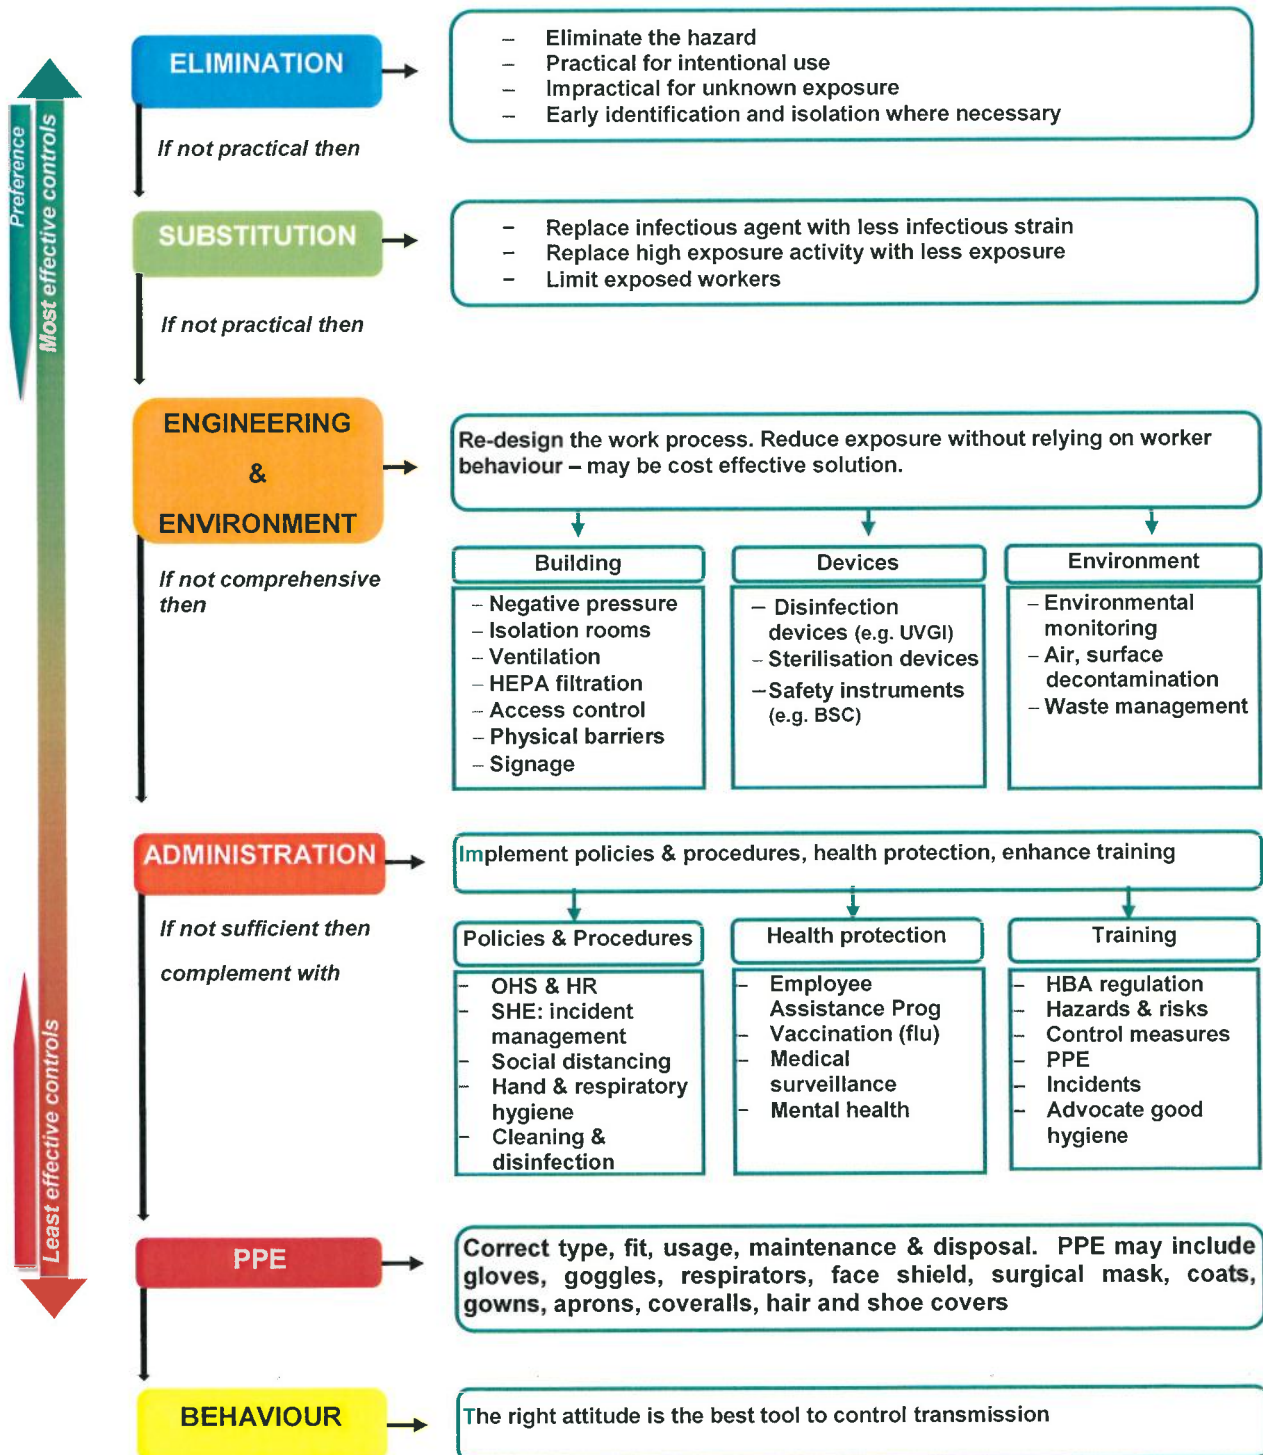 ELIMINATION
– Eliminate the hazard
– Practical for intentional use
– Impractical for unknown exposure
– Early identification and isolation where necessary
Preference
Most effective controls
If not practical then
SUBSTITUTION
– Replace infectious agent with less infectious strain
– Replace high exposure activity with less exposure
– Limit exposed workers
If not practical then
ENGINEERING
&
ENVIRONMENT
Re-design the work process. Reduce exposure without relying on worker
behaviour – may be cost effective solution.
If not comprehensive
then
Building
– Negative pressure
– Isolation rooms
– Ventilation
– HEPA filtration
– Access control
– Physical barriers
– Signage
Devices
– Disinfection
devices (e.g. UVGI)
– Sterilisation devices
– Safety instruments
(e.g. BSC)
Environment
– Environmental
monitoring
– Air, surface
decontamination
– Waste management
ADMINISTRATION
Implement policies & procedures, health protection, enhance training
If not sufficient then
complement with
Policies & Procedures
– OHS & HR
– SHE: incident
management
– Social distancing
– Hand & respiratory
hygiene
– Cleaning &
disinfection
Health protection
– Employee
Assistance Prog
– Vaccination (flu)
– Medical
surveillance
– Mental health
Training
– HBA regulation
– Hazards & risks
– Control measures
– PPE
– Incidents
– Advocate good
hygiene
Least effective controls
PPE
Correct type, fit, usage, maintenance & disposal. PPE may include
gloves, goggles, respirators, face shield, surgical mask, coats,
gowns, aprons, coveralls, hair and shoe covers
BEHAVIOUR
The right attitude is the best tool to control transmission